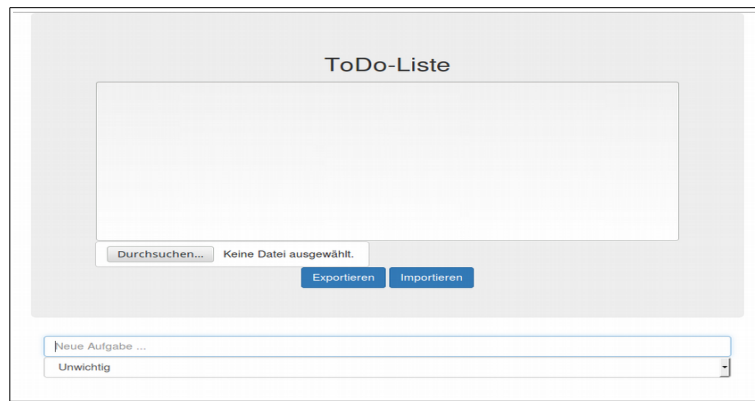 ToDo-Liste
Durchsuchen... Keine Datei ausgewählt.
Exportieren Importieren
Neue Aufgabe ...
Unwichtig